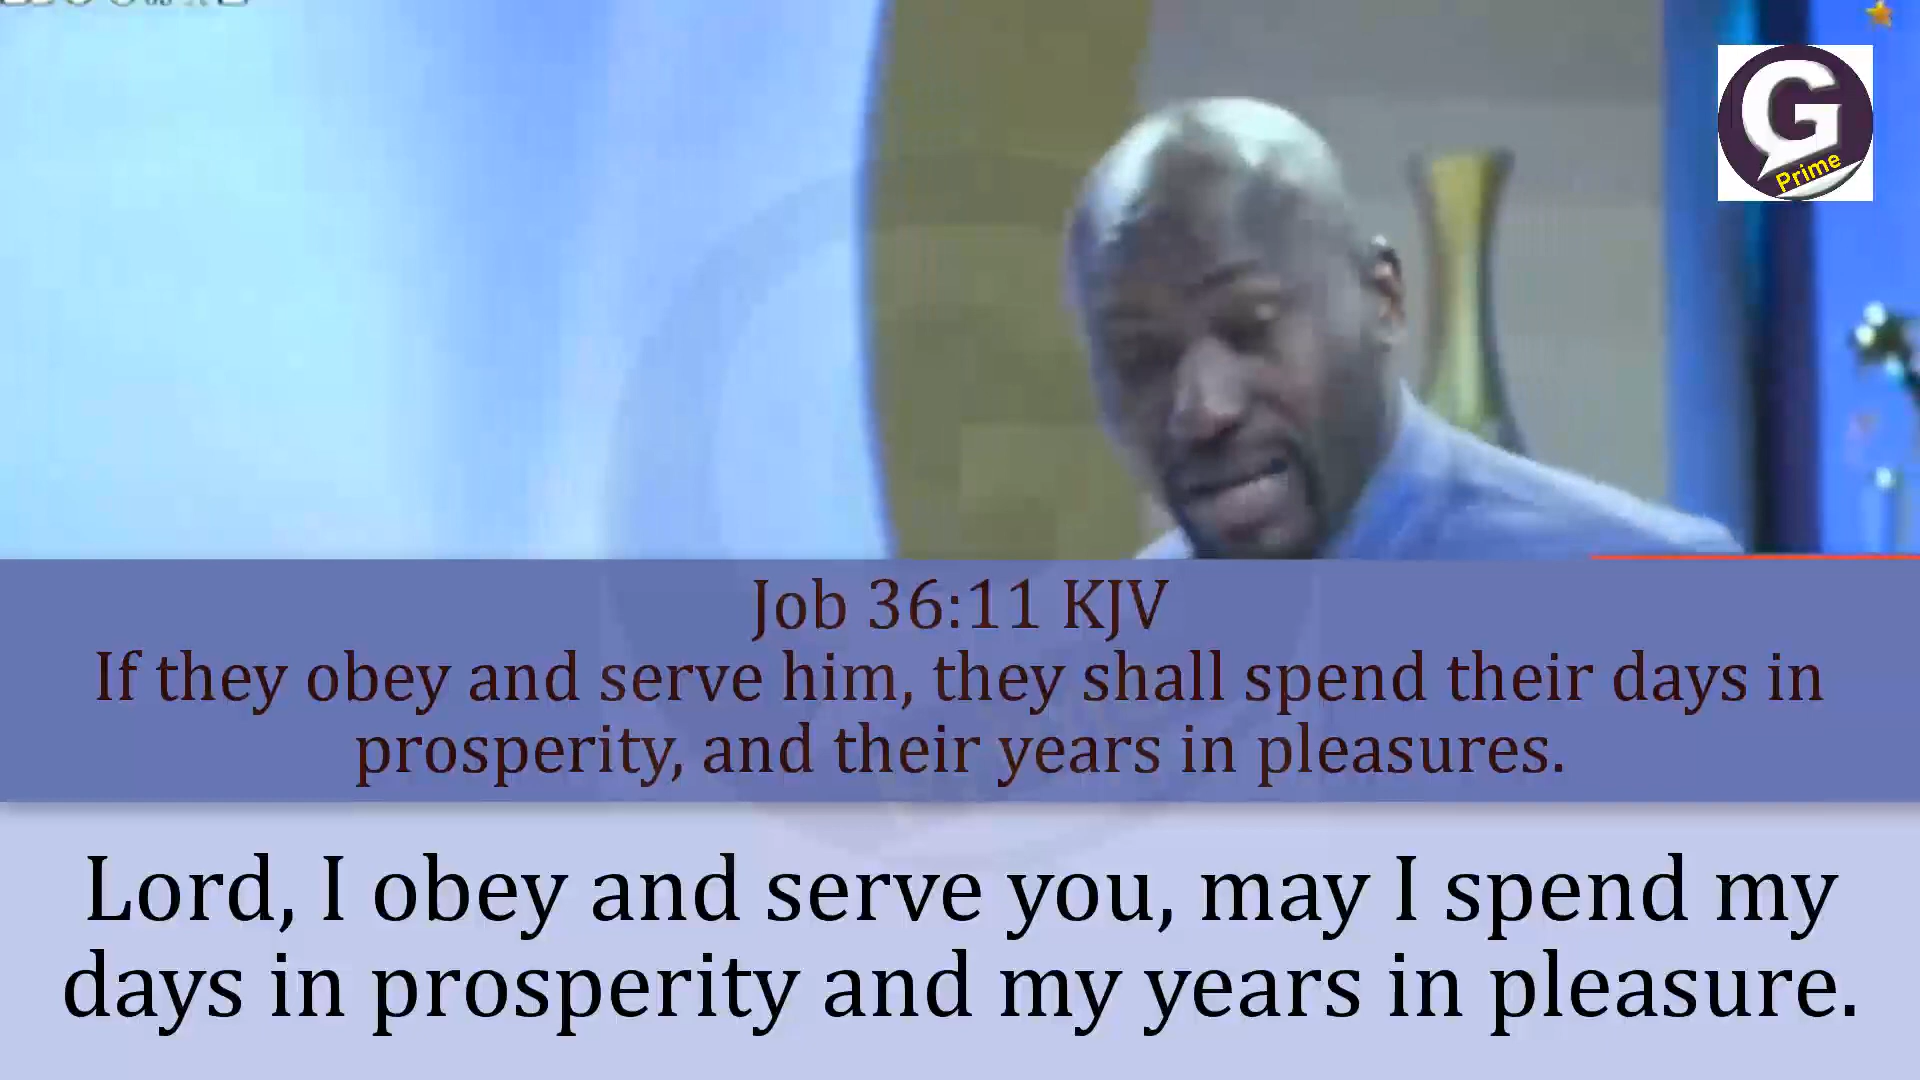 G
Prime
Job 36:11 KJV
If they obey and serve him, they shall spend their days in
prosperity, and their years in pleasures.
Lord, I obey and serve you, may I spend my
days in prosperity and my years in pleasure.